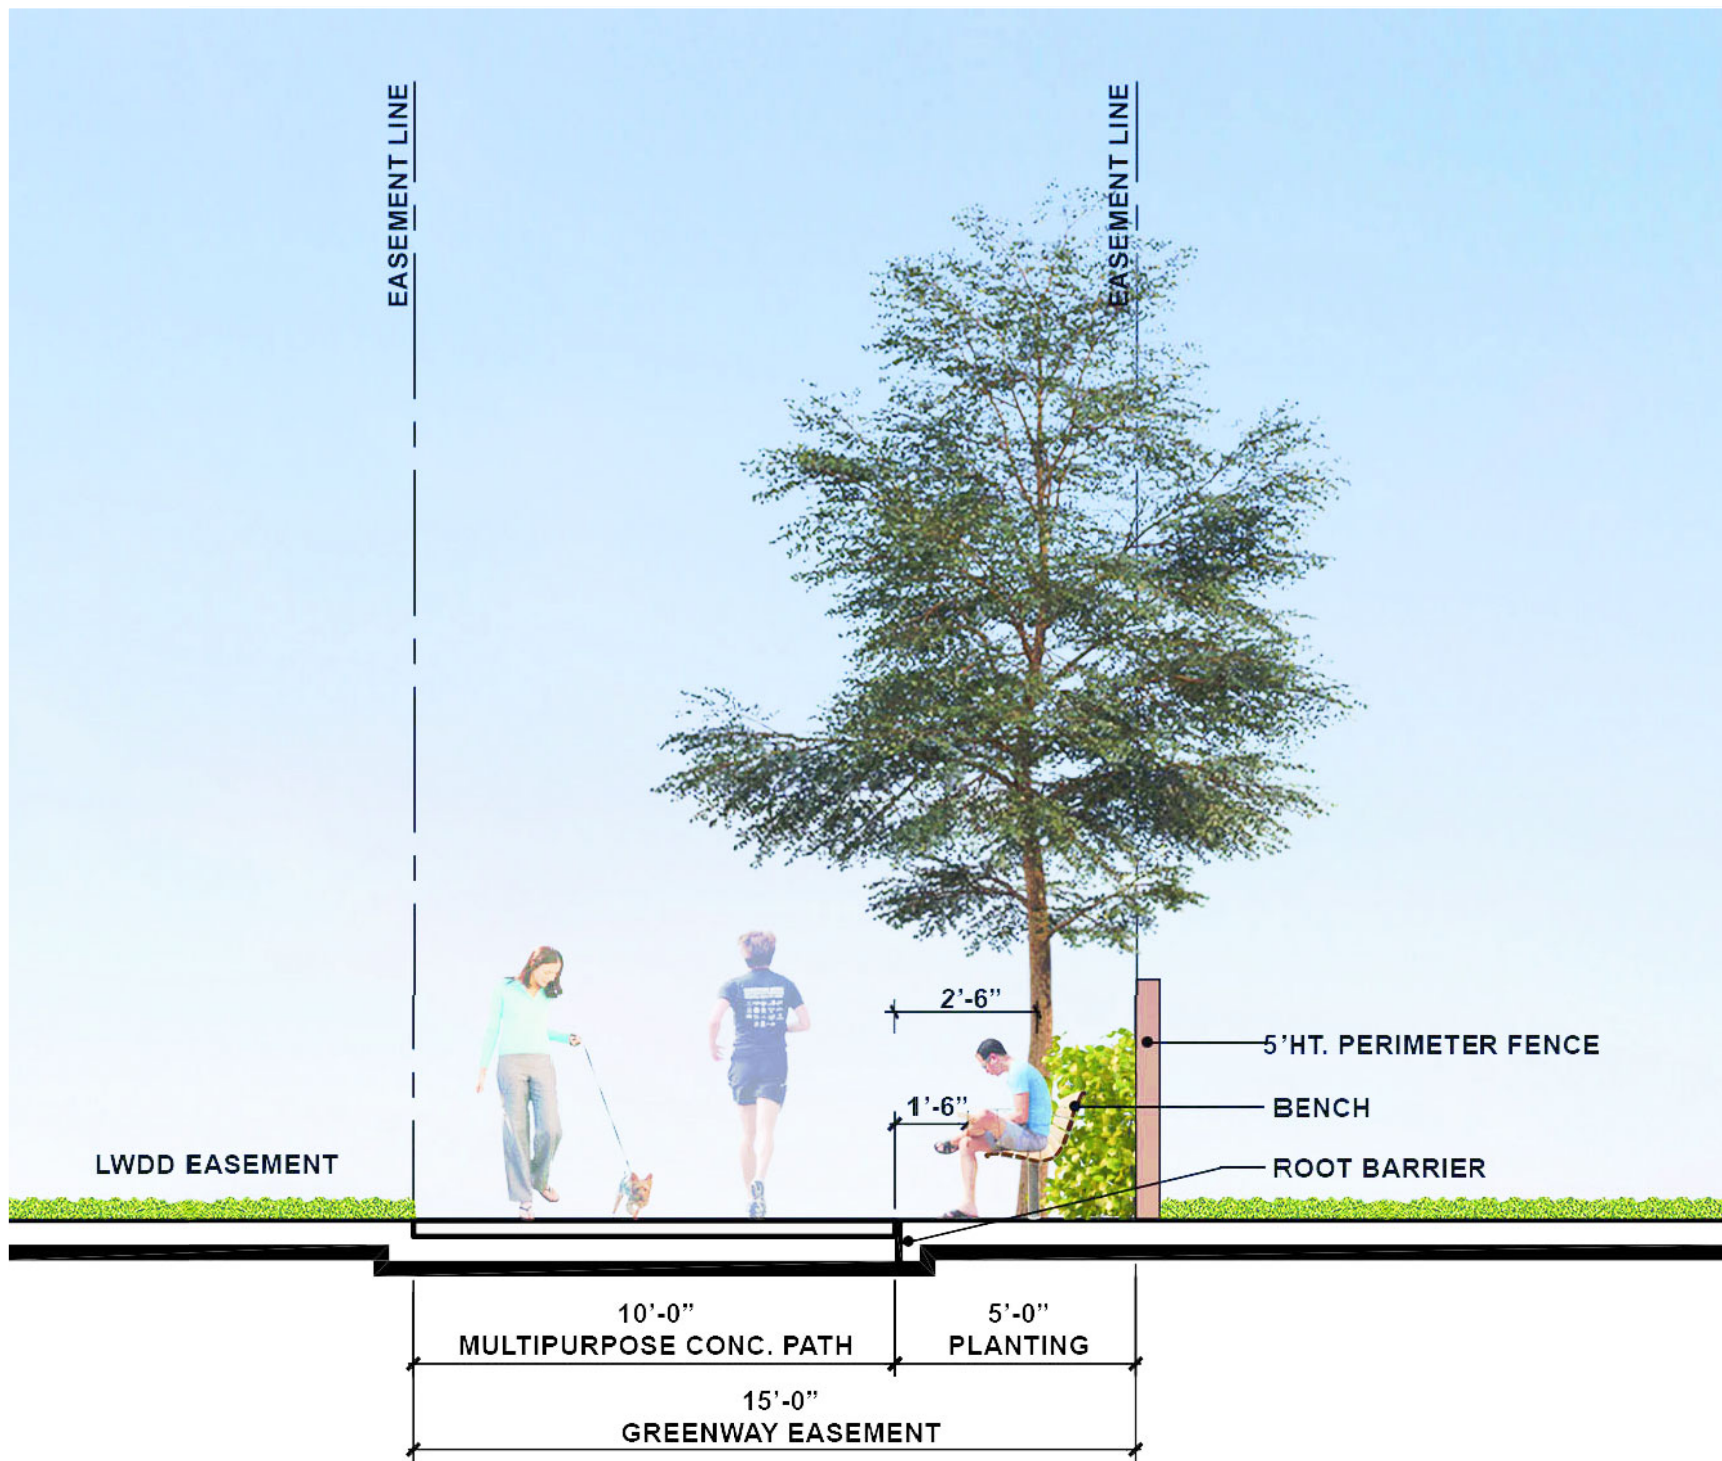 EASEMENT LINE
EASEMENT LINE
2’-6”
5’HT. PERIMETER FENCE
1’-6”
BENCH
LWDD EASEMENT
ROOT BARRIER
10’-0”
MULTIPURPOSE CONC. PATH
5’-0”
PLANTING
15’-0”
GREENWAY EASEMENT